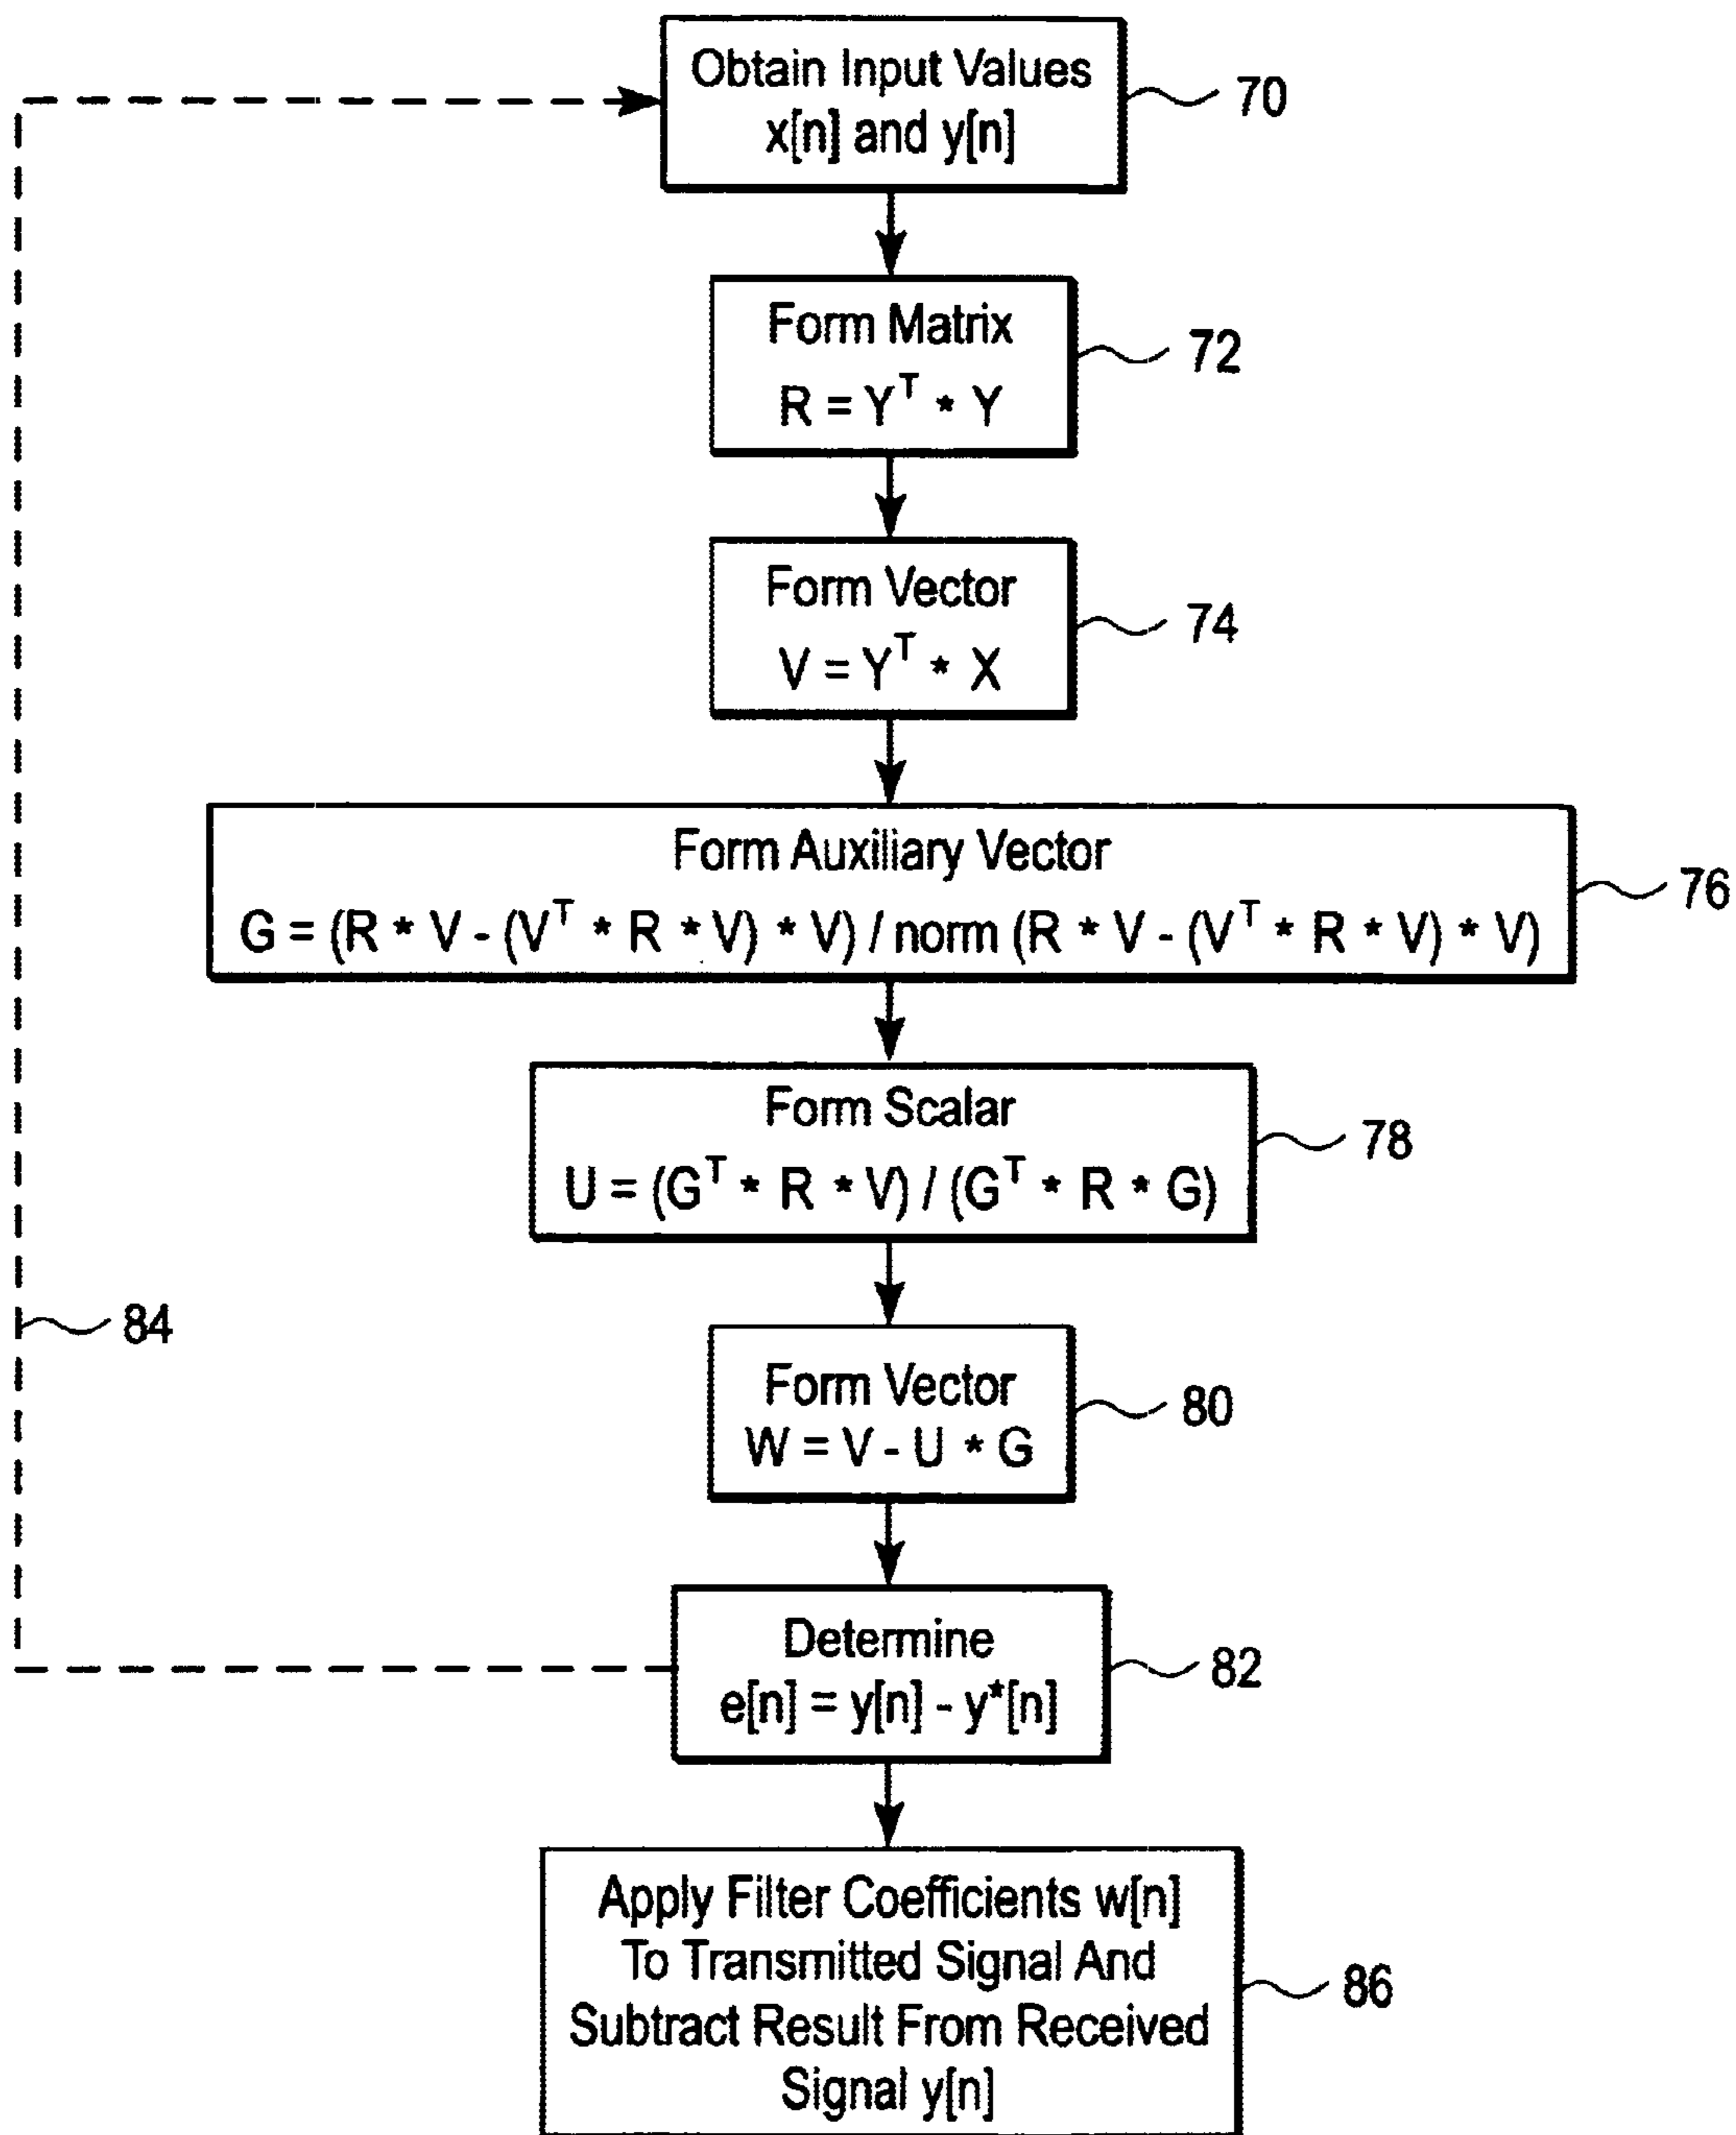 Obtain Input Values
x[n] and y[n]
70
Form Matrix
R = Y^T * Y
72
Form Vector
V = Y^T * X
74
Form Auxiliary Vector
G = (R * V - (V^T * R * V) * V) / norm (R * V - (V^T * R * V) * V)
76
Form Scalar
U = (G^T * R * V) / (G^T * R * G)
78
84
Form Vector
W = V - U * G
80
Determine
e[n] = y[n] - y*[n]
82
Apply Filter Coefficients w[n]
To Transmitted Signal And
Subtract Result From Received
Signal y[n]
86